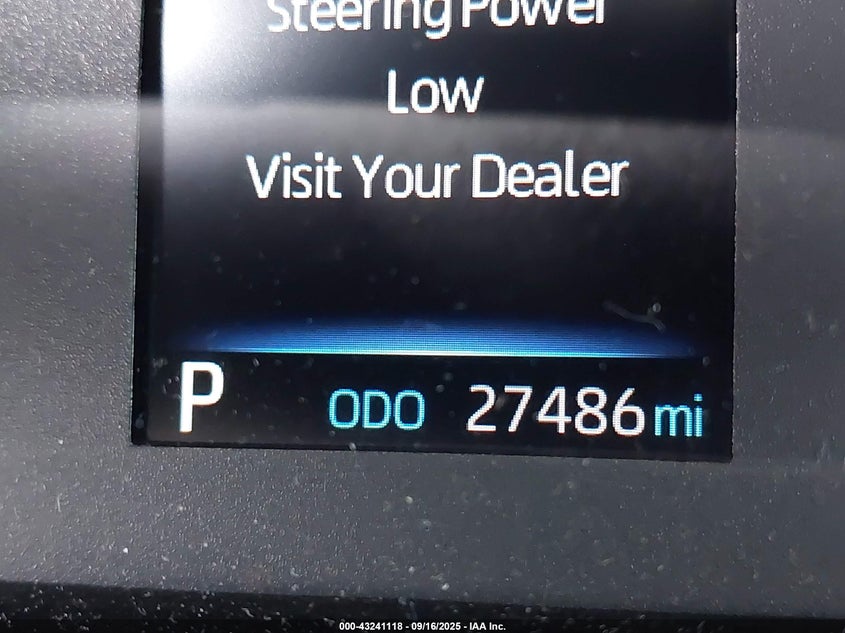 Steering Power
Low
Visit Your Dealer
P ODO 27486 mi
000-43241118 - 09/16/2025 - IAA Inc.